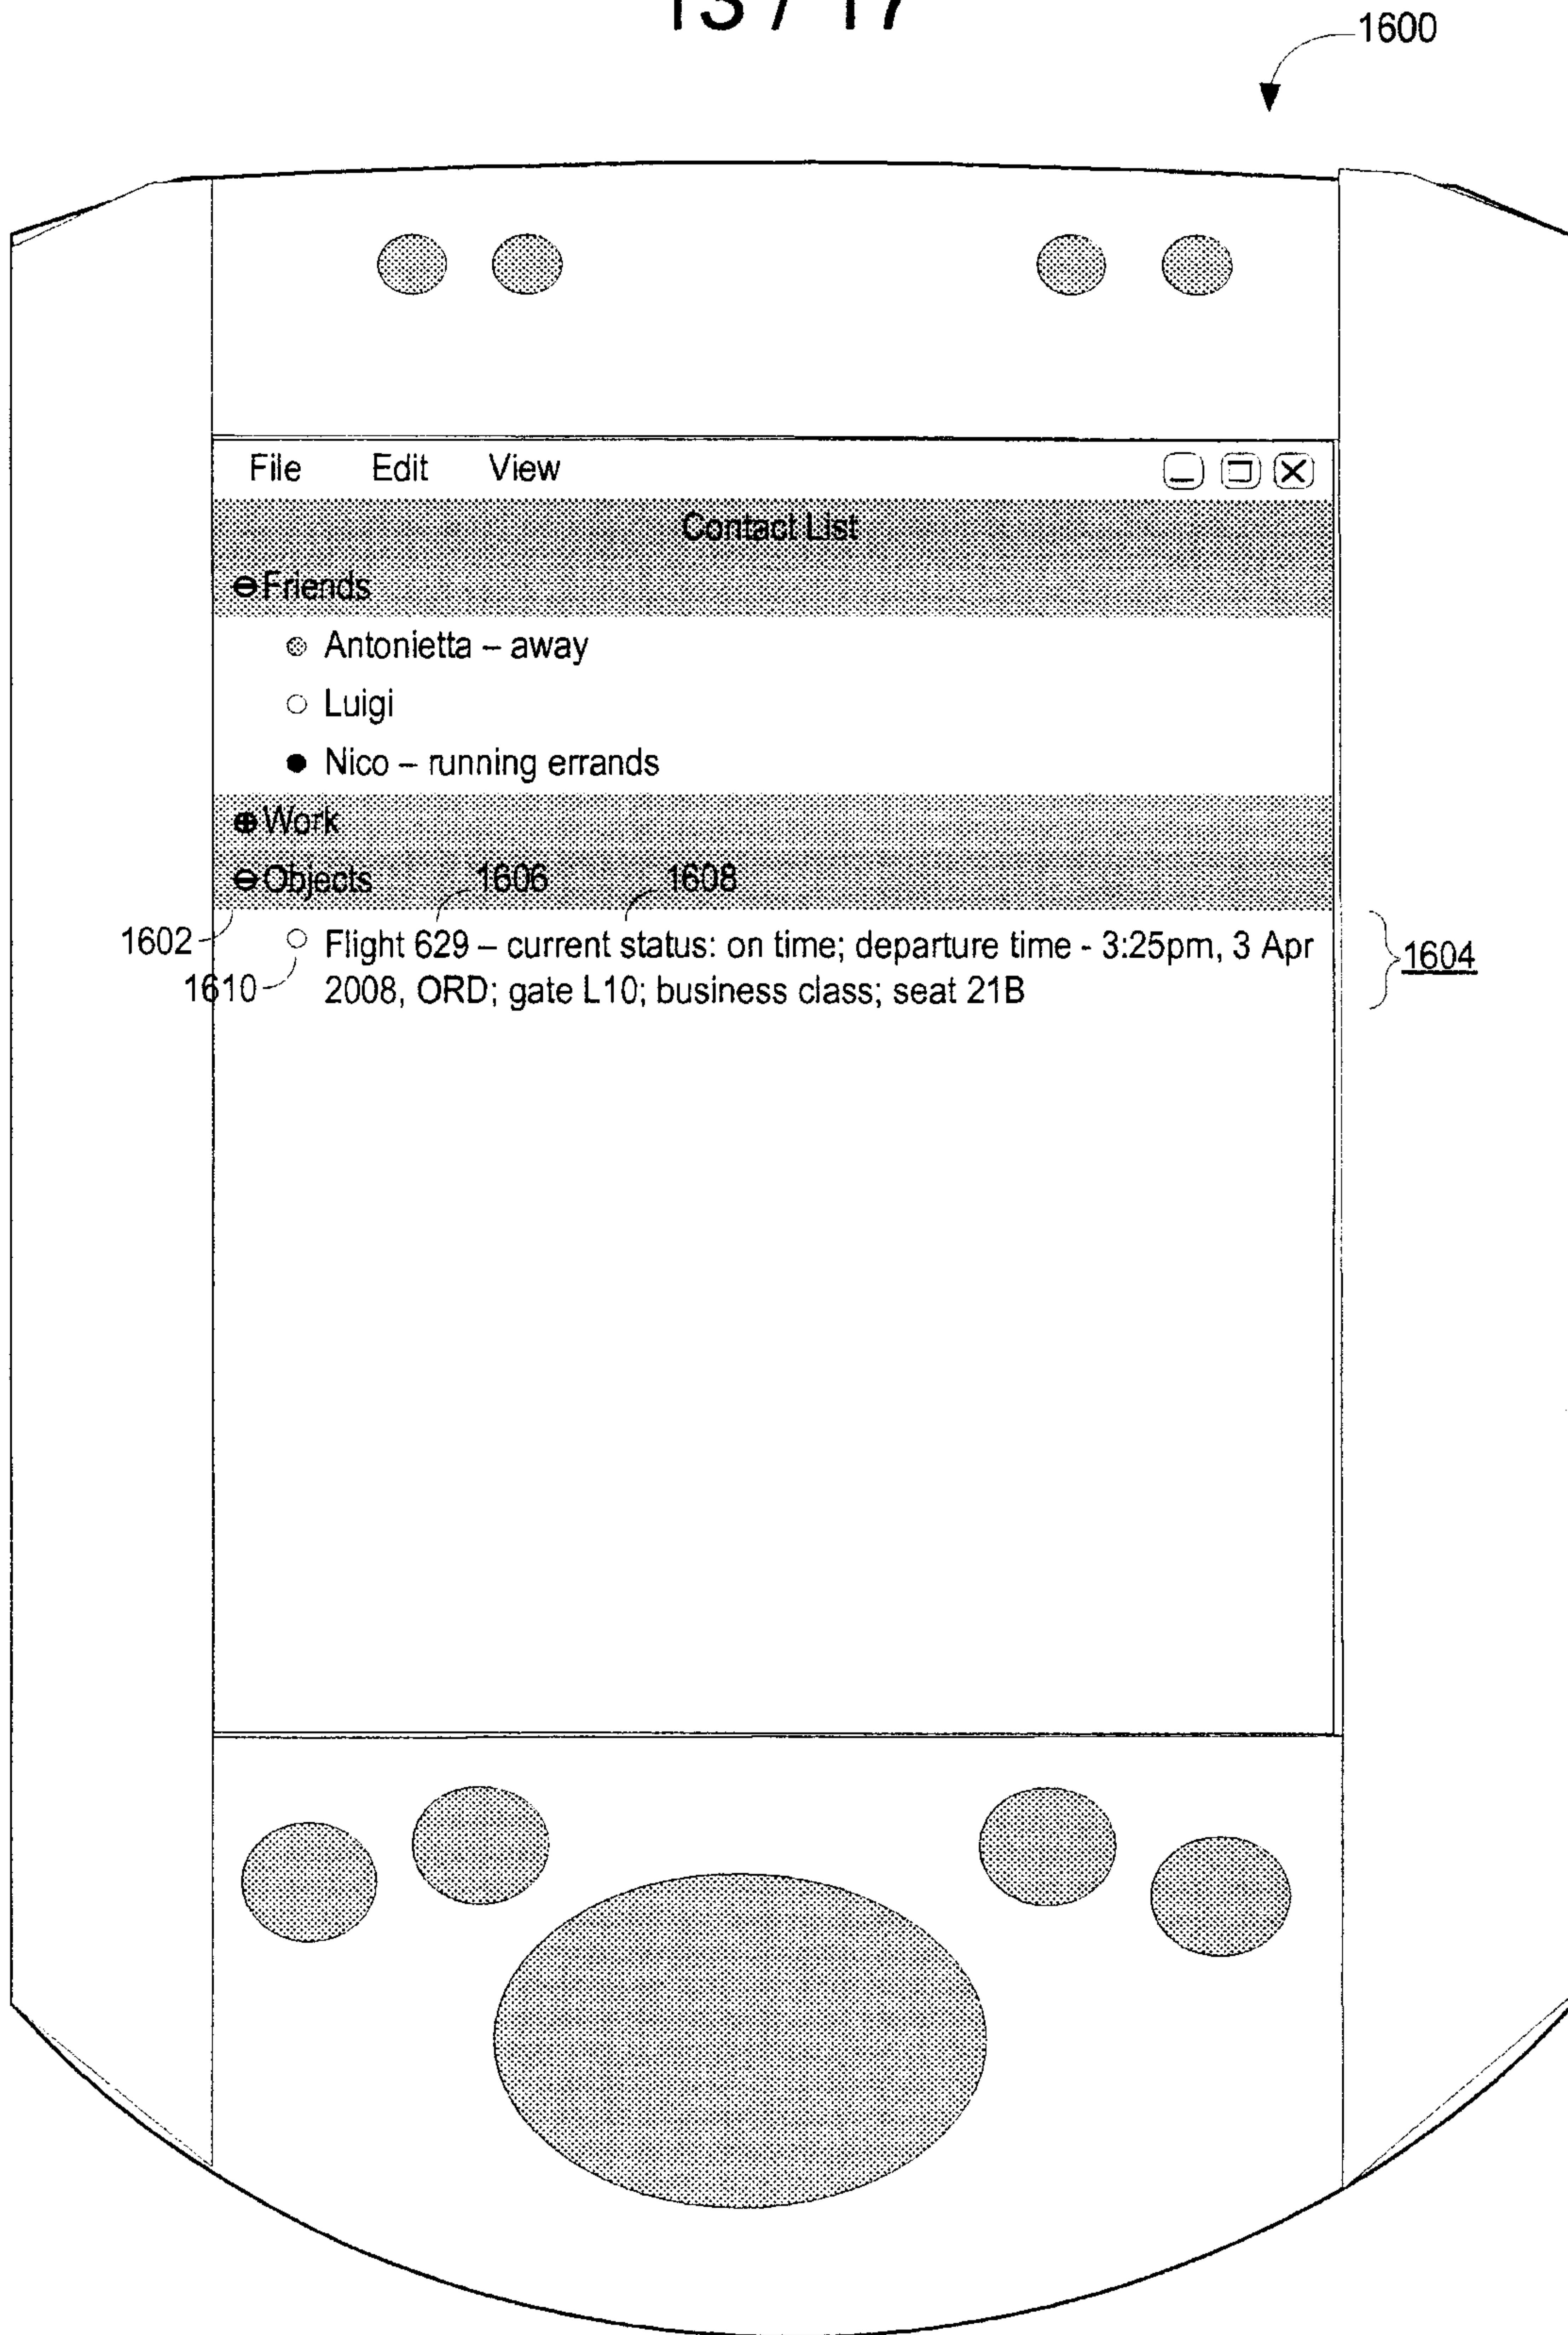 13 / 17
1600
File Edit View
Contact List
Friends
Antonietta – away
Luigi
Nico – running errands
Work
Objects 1606 1608
1602 Flight 629 – current status: on time; departure time - 3:25pm, 3 Apr 1604
1610 2008, ORD; gate L10; business class; seat 21B